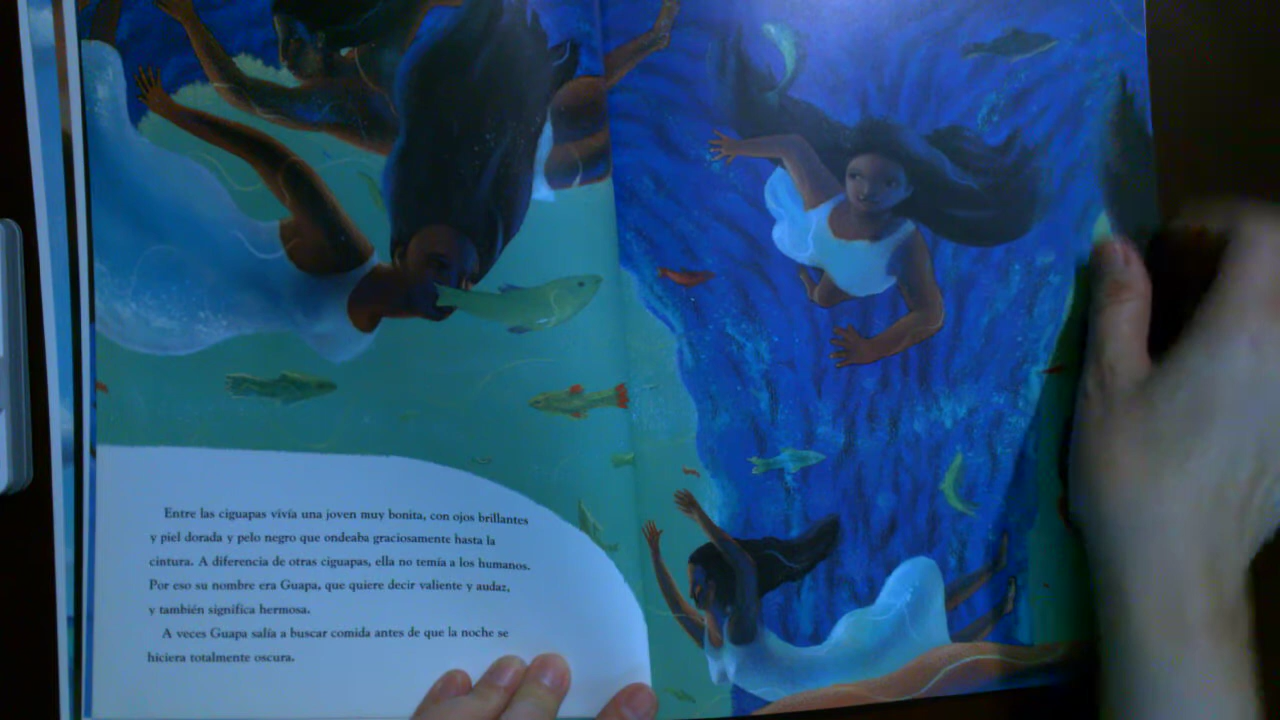 Entre las ciguapas vivía una joven muy bonita, con ojos brillantes
y piel dorada y pelo negro que ondeaba graciosamente hasta la
cintura. A diferencia de otras ciguapas, ella no temía a los humanos.
Por eso su nombre era Guapa, que quiere decir valiente y audaz,
y también significa hermosa.
A veces Guapa salía a buscar comida antes de que la noche se
hiciera totalmente oscura.